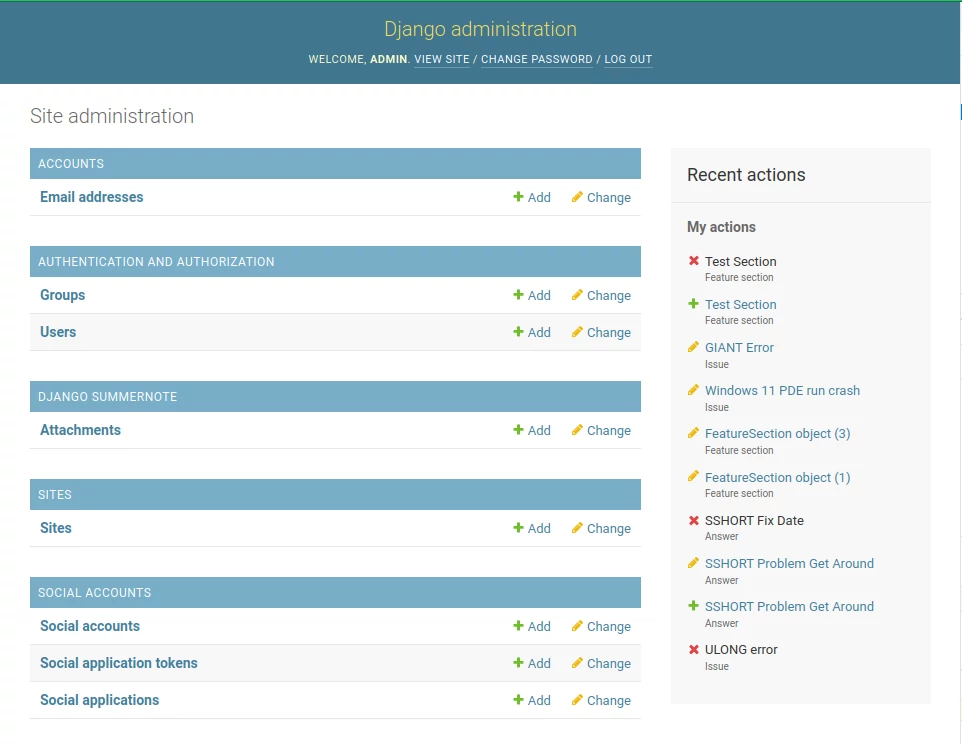 Django administration
WELCOME, ADMIN. VIEW SITE / CHANGE PASSWORD / LOG OUT
Site administration
ACCOUNTS
Email addresses Add Change
AUTHENTICATION AND AUTHORIZATION
Groups Add Change
Users Add Change
DJANGO SUMMERNOTE
Attachments Add Change
SITES
Sites Add Change
SOCIAL ACCOUNTS
Social accounts Add Change
Social application tokens Add Change
Social applications Add Change
Recent actions
My actions
Test Section
Feature section
Test Section
Feature section
GIANT Error
Issue
Windows 11 PDE run crash
Issue
FeatureSection object (3)
Feature section
FeatureSection object (1)
Feature section
SSHORT Fix Date
Answer
SSHORT Problem Get Around
Answer
SSHORT Problem Get Around
Answer
ULONG error
Issue